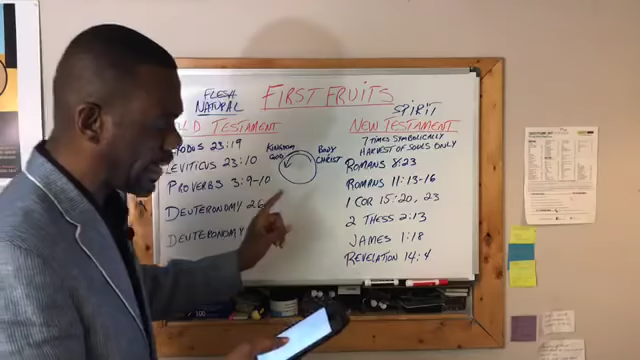 FIRST FRUITS
FLESH
NATURAL
SPIRIT
TESTAMENT
NEW TESTAMENT
23:19
LEVITICUS 23:10
PROVERBS 3:9-10
DEUTERONOMY 26
DEUTERONOMY
KINGDOM
GOD
BODY
CHRIST
7 TIMES SYMBOLICALLY
HARVEST OF SOULS ONLY
ROMANS 8:23
ROMANS 11:13-16
1 COR 15:20, 23
2 THESS 2:13
JAMES 1:18
REVELATION 14:4